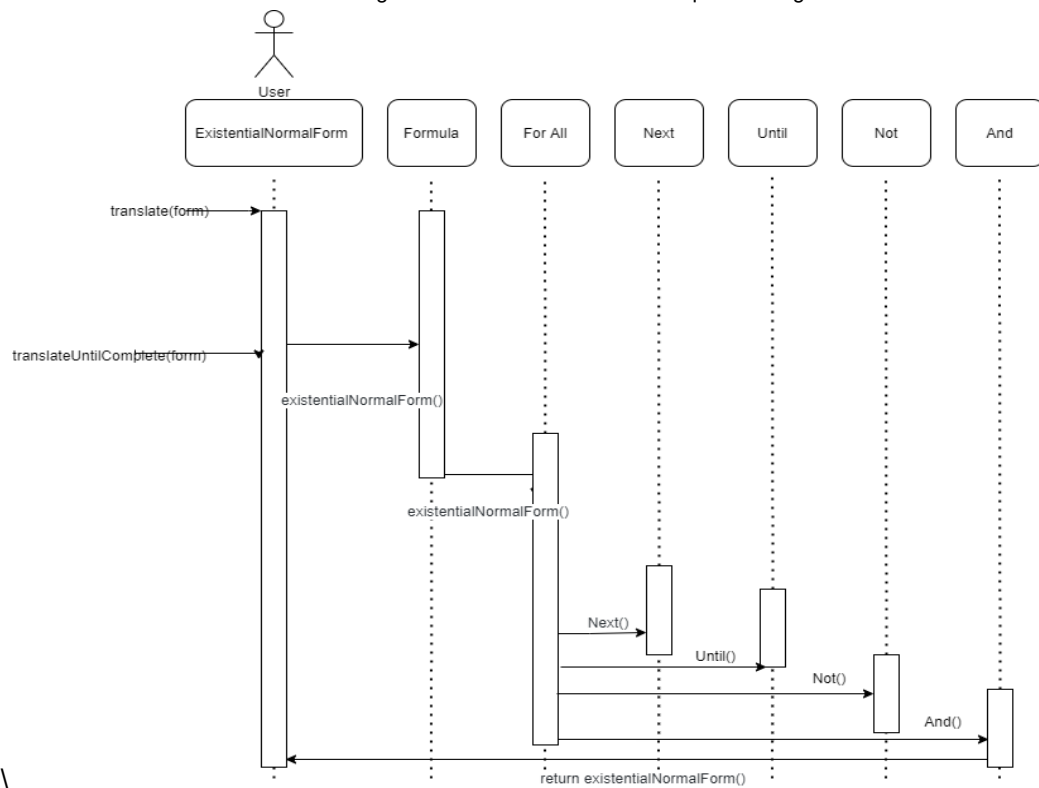 User
ExistentialNormalForm
Formula
For All
Next
Until
Not
And
translate(form)
translateUntilComplete(form)
existentialNormalForm()
existentialNormalForm()
Next()
Until()
Not()
And()
return existentialNormalForm()
\